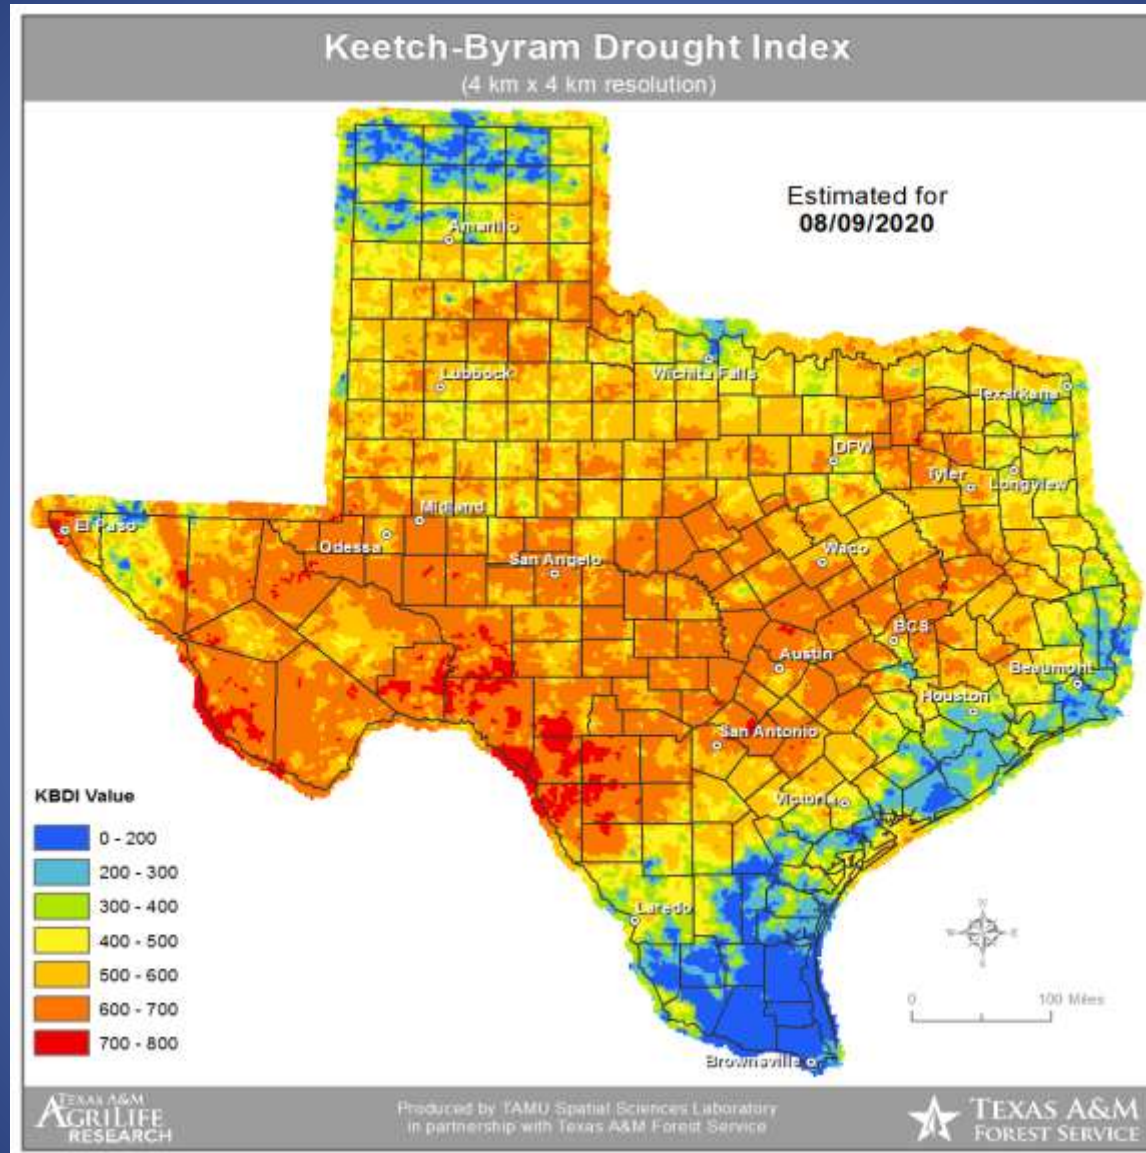 Keetch-Byram Drought Index
(4 km x 4 km resolution)
Estimated for
08/09/2020
Amarillo
Lubbock
Wichita Falls
Texarkana
DFW
Tyler
Longview
El Paso
Midland
Odessa
San Angelo
Waco
BCS
Austin
Beaumont
Houston
San Antonio
Victoria
Laredo
Brownsville
KBDI Value
0 - 200
200 - 300
300 - 400
400 - 500
500 - 600
600 - 700
700 - 800
W
E
S
0 100 Miles
TEXAS A&M
AGRILIFE
RESEARCH
Produced by TAMU Spatial Sciences Laboratory
in partnership with Texas A&M Forest Service
TEXAS A&M
FOREST SERVICE